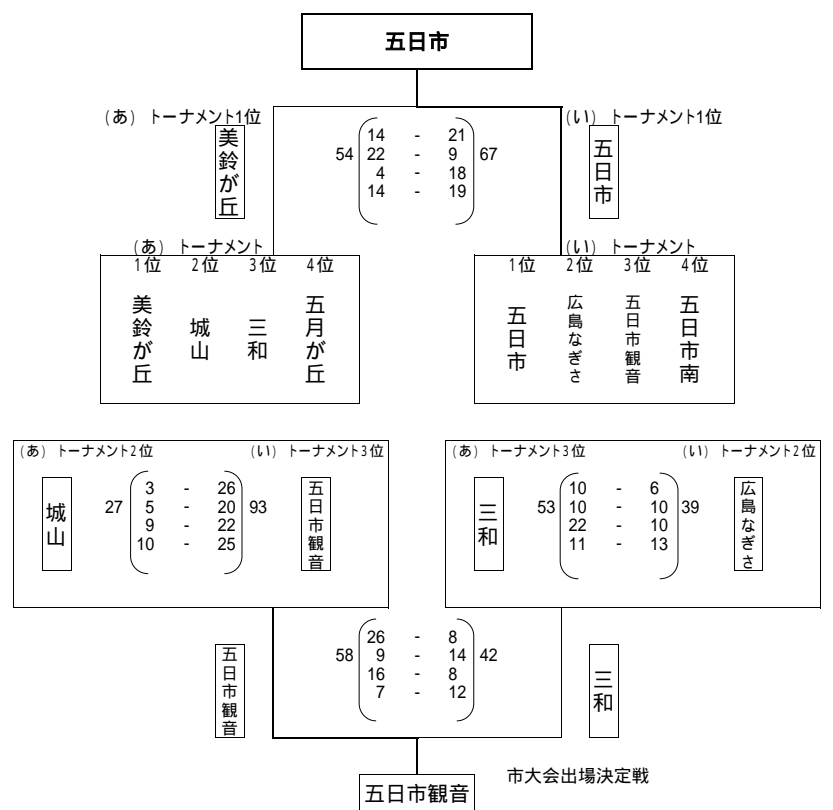 五日市
(あ) トーナメント1位
(い) トーナメント1位
美鈴が丘
54
14 - 21
22 - 9
4 - 18
14 - 19
67
五日市
(あ) トーナメント
1位 2位 3位 4位
美鈴が丘 城山 三和 五月が丘
(い) トーナメント
1位 2位 3位 4位
五日市 広島なぎさ 五日市観音 五日市南
(あ) トーナメント2位
(い) トーナメント3位
城山
27
3 - 26
5 - 20
9 - 22
10 - 25
93
五日市観音
(あ) トーナメント3位
(い) トーナメント2位
三和
53
10 - 6
10 - 10
22 - 10
11 - 13
39
広島なぎさ
五日市観音
58
26 - 8
9 - 14
16 - 8
7 - 12
42
三和
五日市観音
市大会出場決定戦